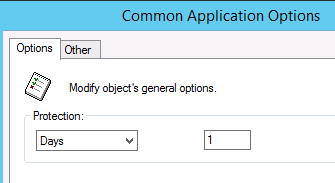 Common Application Options
Options Other
Modify object's general options.
Protection:
Days 1